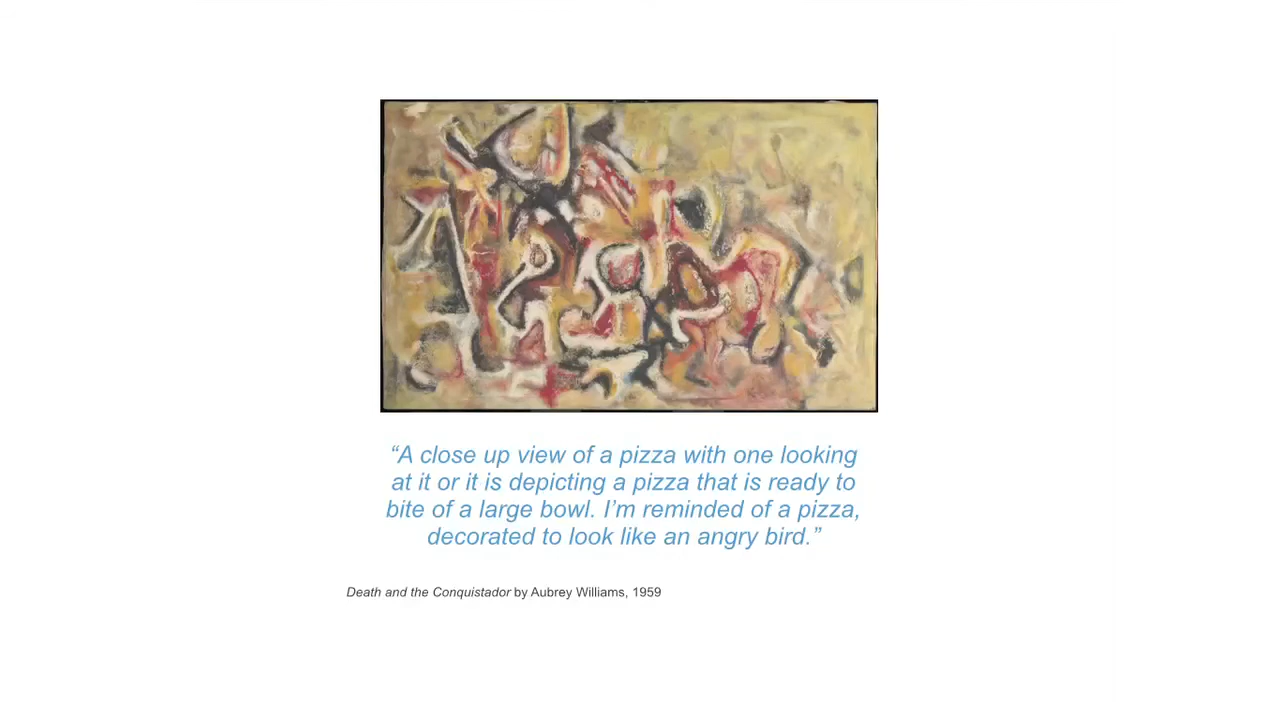 “A close up view of a pizza with one looking
at it or it is depicting a pizza that is ready to
bite of a large bowl. I’m reminded of a pizza,
decorated to look like an angry bird.”
Death and the Conquistador by Aubrey Williams, 1959